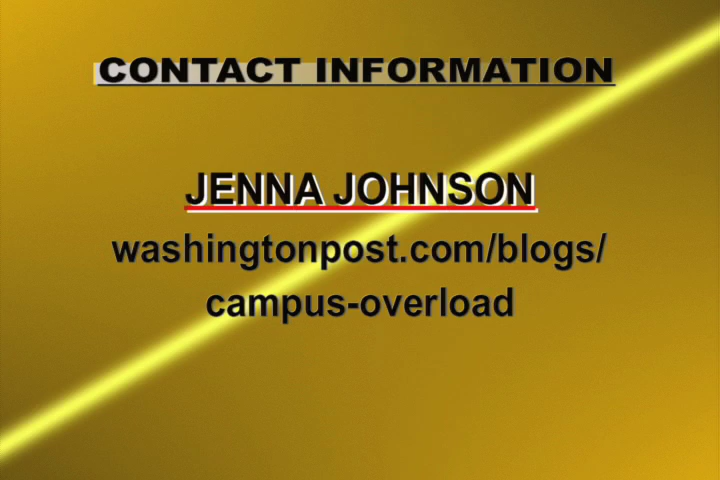 CONTACT INFORMATION
JENNA JOHNSON
washingtonpost.com/blogs/
campus-overload